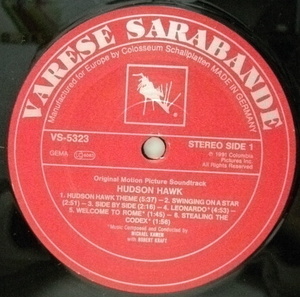 VARESE SARABANDE
Manufactured for Europe by Colosseum Schallplatten MADE IN GERMANY
VS-5323
STEREO SIDE 1
GEMA
℗ 1991 Columbia
Pictures Inc.
All Rights Reserved
Original Motion Picture Soundtrack
HUDSON HAWK
1. HUDSON HAWK THEME (5:37) – 2. SWINGING ON A STAR
(2:51) – 3. SIDE BY SIDE (2:18) – 4. LEONARDO* (4:53) –
5. WELCOME TO ROME* (1:45) – 6. STEALING THE
CODEX* (1:58)
*Music Composed and Conducted by
MICHAEL KAMEN
with ROBERT KRAFT